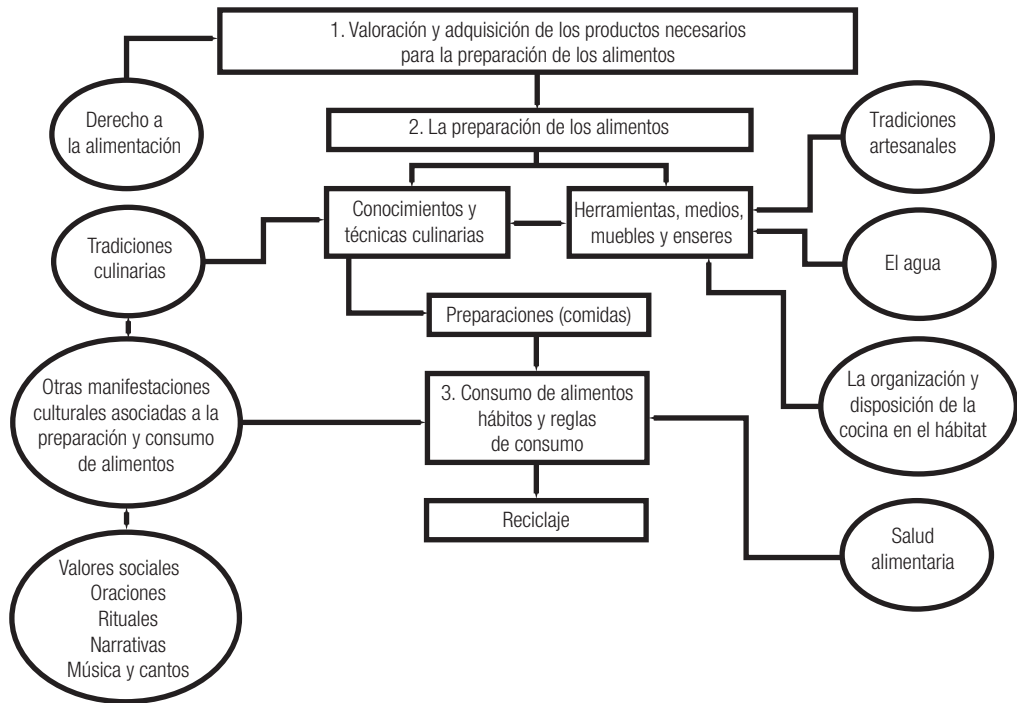 1. Valoración y adquisición de los productos necesarios
para la preparación de los alimentos
Derecho a
la alimentación
2. La preparación de los alimentos
Tradiciones
artesanales
Conocimientos y
técnicas culinarias
Herramientas, medios,
muebles y enseres
Tradiciones
culinarias
El agua
Preparaciones (comidas)
Otras manifestaciones
culturales asociadas a la
preparación y consumo
de alimentos
3. Consumo de alimentos
hábitos y reglas
de consumo
La organización y
disposición de la
cocina en el hábitat
Reciclaje
Salud
alimentaria
Valores sociales
Oraciones
Rituales
Narrativas
Música y cantos